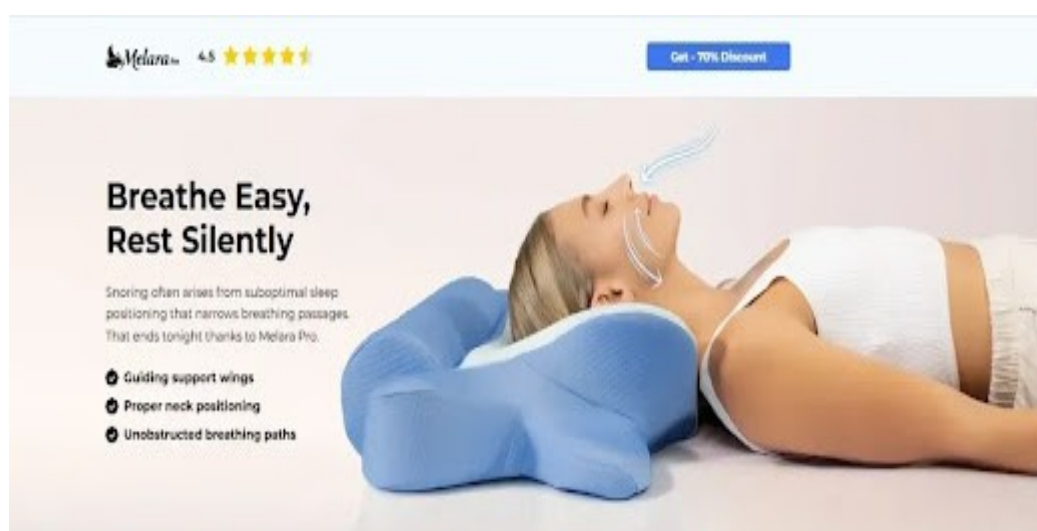 Melara
4.5
Get - 70% Discount
Breathe Easy,
Rest Silently
Snoring often arises from suboptimal sleep
positioning that narrows breathing passages.
That ends tonight thanks to Melara Pro.
Guiding support wings
Proper neck positioning
Unobstructed breathing paths